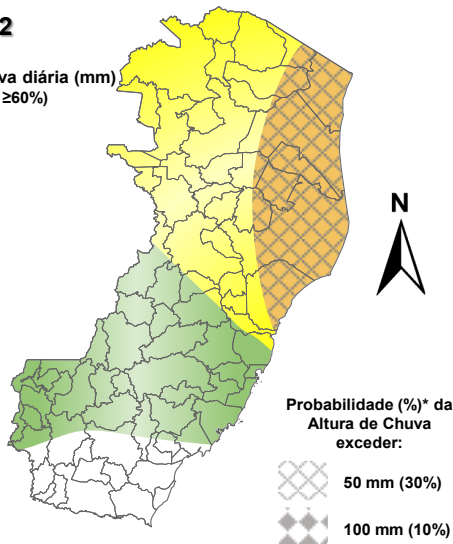 2
va diária (mm)
≥60%)
N
Probabilidade (%)* da
Altura de Chuva
exceder:
50 mm (30%)
100 mm (10%)